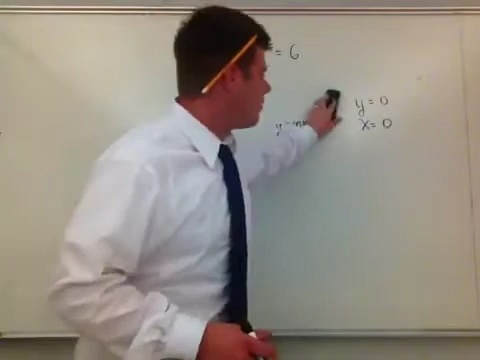 = 6
y = 0
x = 0